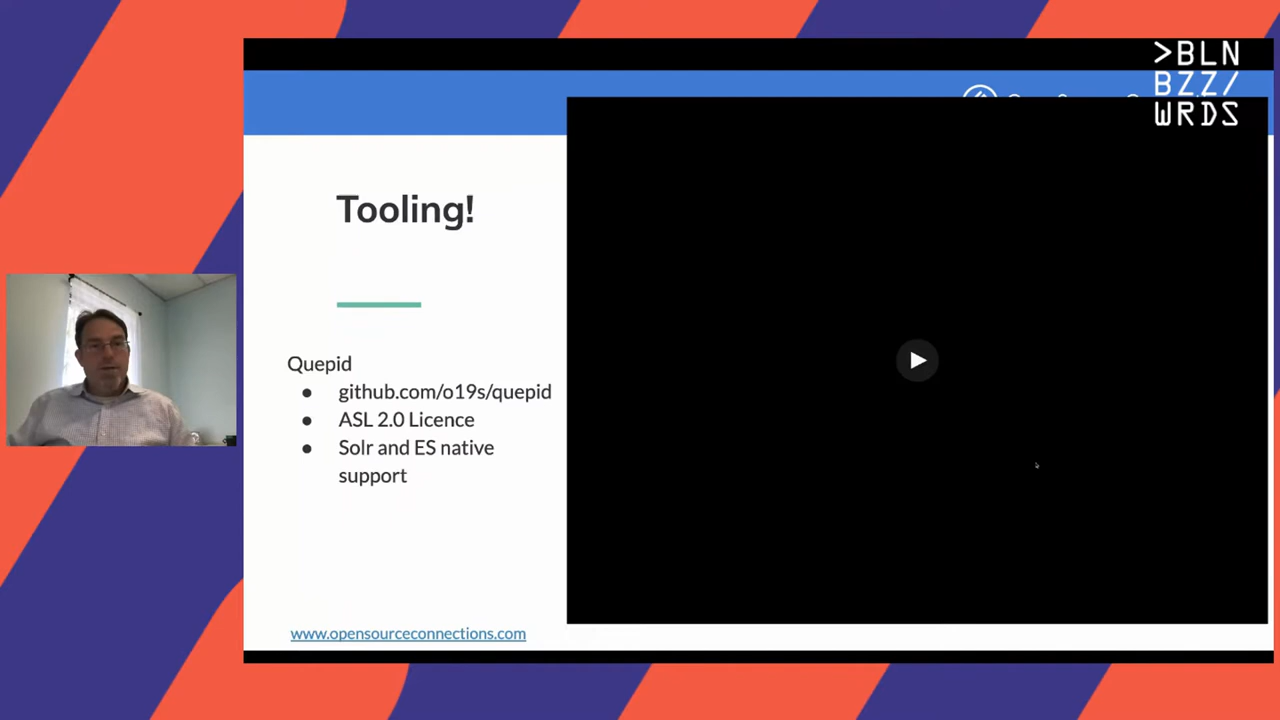 >BLN
BZZ/
WRDS
Tooling!
Quepid
● github.com/o19s/quepid
● ASL 2.0 Licence
● Solr and ES native
support
www.opensourceconnections.com